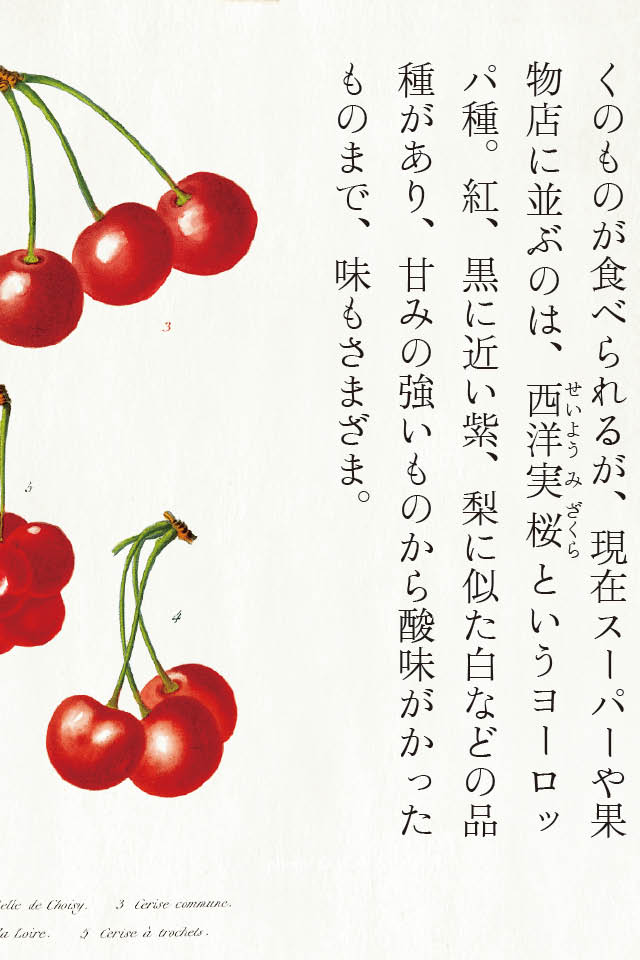 くのものが食べられるが、現在スーパーや果
物店に並ぶのは、西洋実桜というヨーロッ
せいようみざくら
パ種。紅、黒に近い紫、梨に似た白などの品
種があり、甘みの強いものから酸味がかった
ものまで、味もさまざま。
3
5
4
elle de Choisy. 3 Cerise commune.
la Loire. 5 Cerise à trochets.